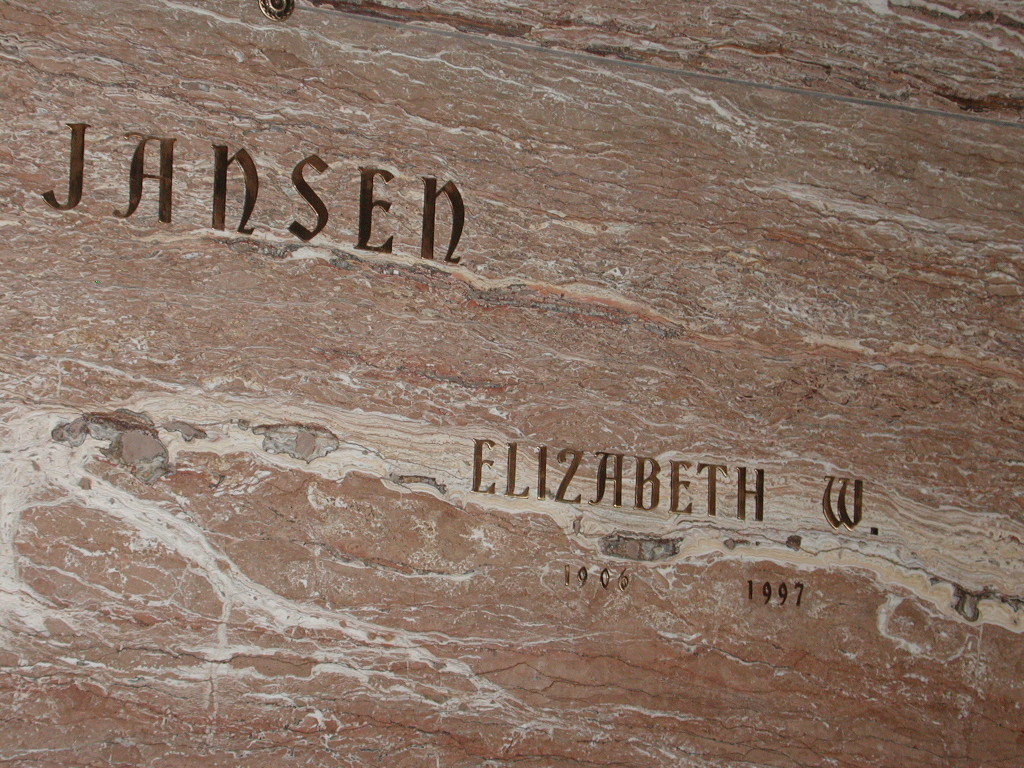 JANSEN
ELIZABETH W.
1906 1997